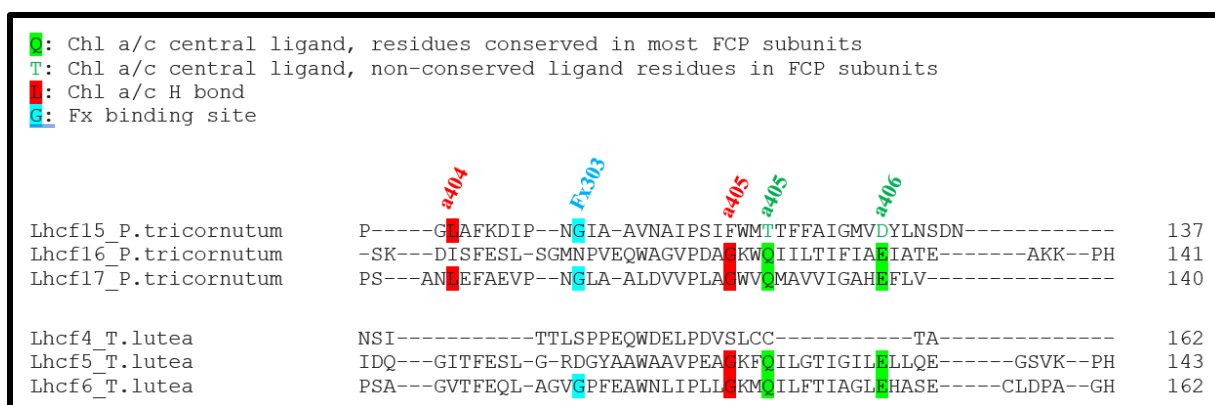 Q: Chl a/c central ligand, residues conserved in most FCP subunits
T: Chl a/c central ligand, non-conserved ligand residues in FCP subunits
L: Chl a/c H bond
G: Fx binding site
a404 Fx303 a405 a405 a406
Lhcf15_P.tricornutum P-----GLAFKDIP--NGIA-AVNAIPSIFWMTTFFAIGMVDYLNSDN------------ 137
Lhcf16_P.tricornutum -SK---DISFESL-SGMNPVEQWAGVPDAGKWQIILTIFIAEIATE-------AKK--PH 141
Lhcf17_P.tricornutum PS---ANLEFAEVP--NGLA-ALDVVPLAGWVQMAVVIGAHEFLV--------------- 140
Lhcf4_T.lutea NSI-----------TTLSPPEQWDELPDVSLCC-----------TA-------------- 162
Lhcf5_T.lutea IDQ---GITFESL-G-RDGYAAWAAVPEAGKFQILGTIGILELLQE------GSVK--PH 143
Lhcf6_T.lutea PSA---GVTFEQL-AGVGPFEAWNLIPLLGKMQILFTIAGLEHASE-----CLDPA--GH 162